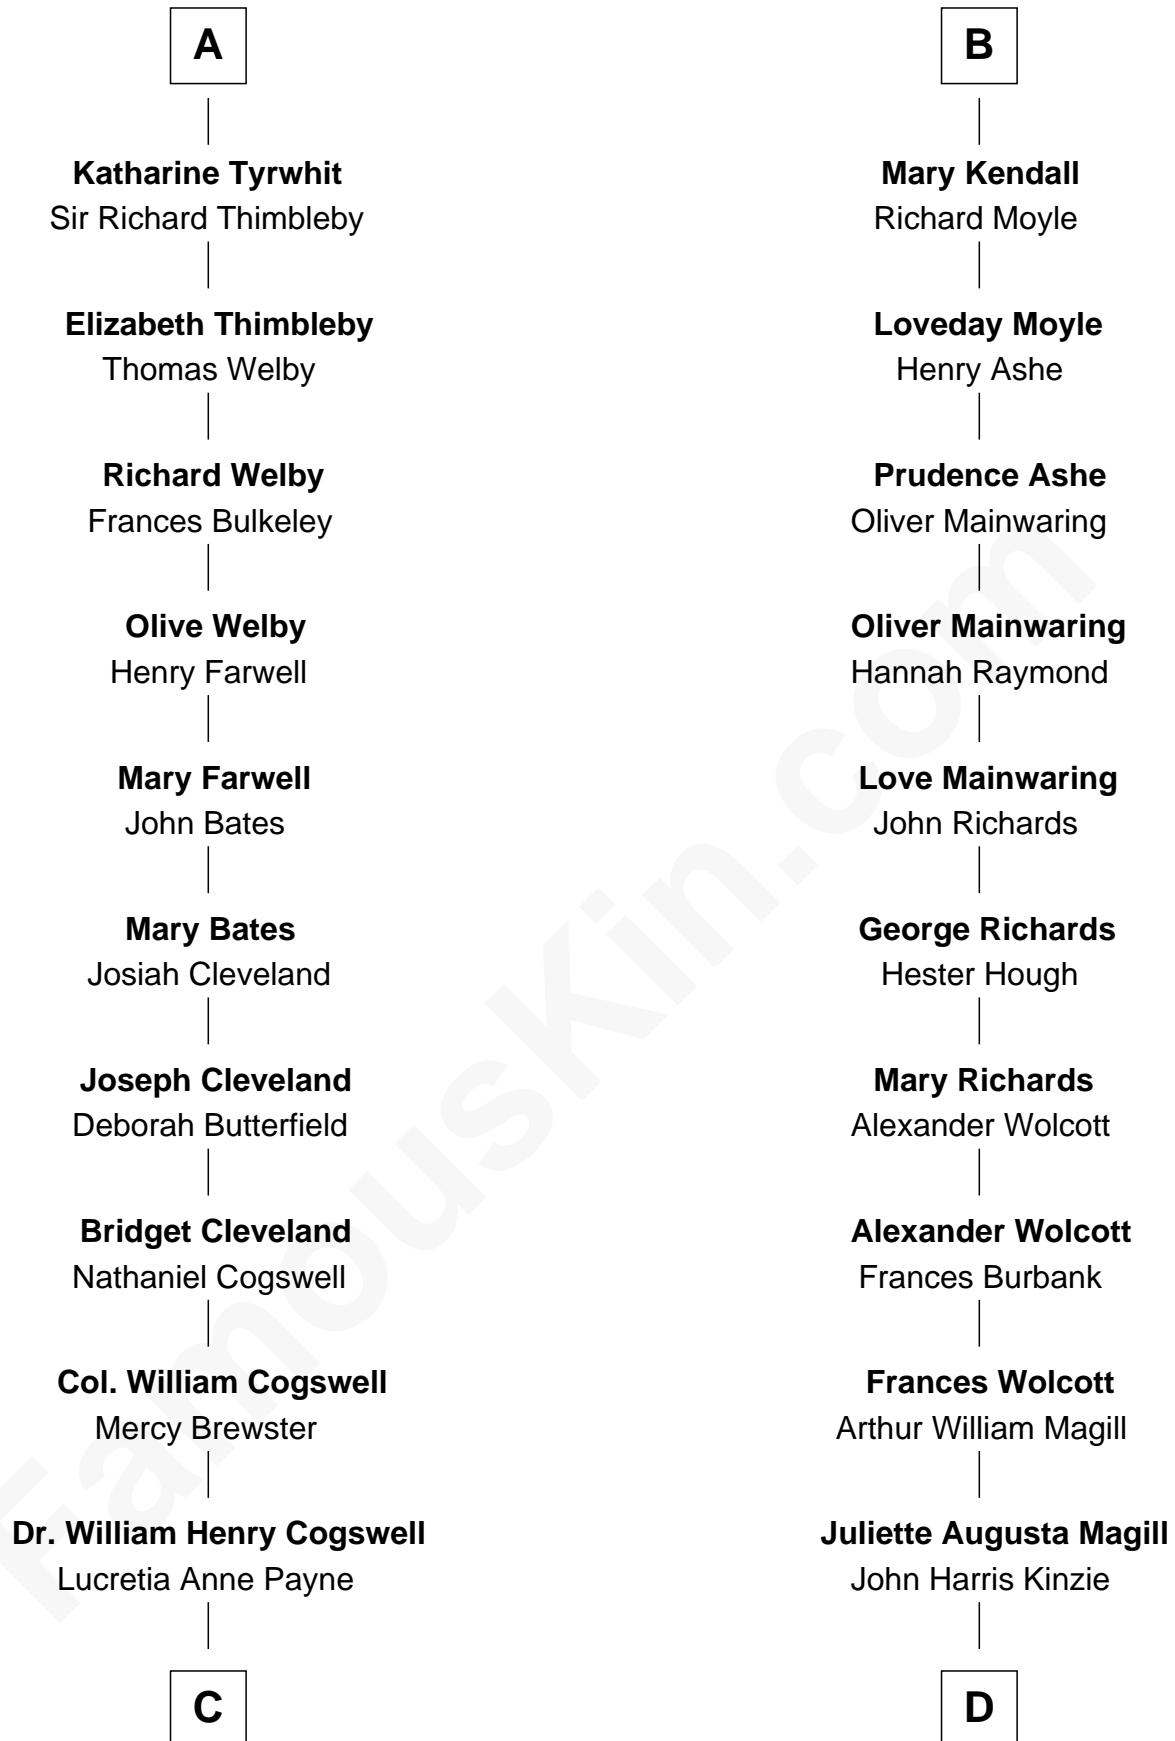 A
Katharine Tyrwhit
Sir Richard Thimbleby
Elizabeth Thimbleby
Thomas Welby
Richard Welby
Frances Bulkeley
Olive Welby
Henry Farwell
Mary Farwell
John Bates
Mary Bates
Josiah Cleveland
Joseph Cleveland
Deborah Butterfield
Bridget Cleveland
Nathaniel Cogswell
Col. William Cogswell
Mercy Brewster
Dr. William Henry Cogswell
Lucretia Anne Payne
C
B
Mary Kendall
Richard Moyle
Loveday Moyle
Henry Ashe
Prudence Ashe
Oliver Mainwaring
Oliver Mainwaring
Hannah Raymond
Love Mainwaring
John Richards
George Richards
Hester Hough
Mary Richards
Alexander Wolcott
Alexander Wolcott
Frances Burbank
Frances Wolcott
Arthur William Magill
Juliette Augusta Magill
John Harris Kinzie
D
FamousKin.com